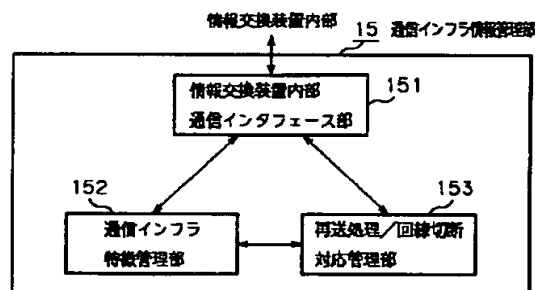 情報交換装置内部
15 通信インフラ情報管理部
情報交換装置内部
通信インタフェース部
151
152
通信インフラ
特徴管理部
153
再送処理/回線切断
対応管理部